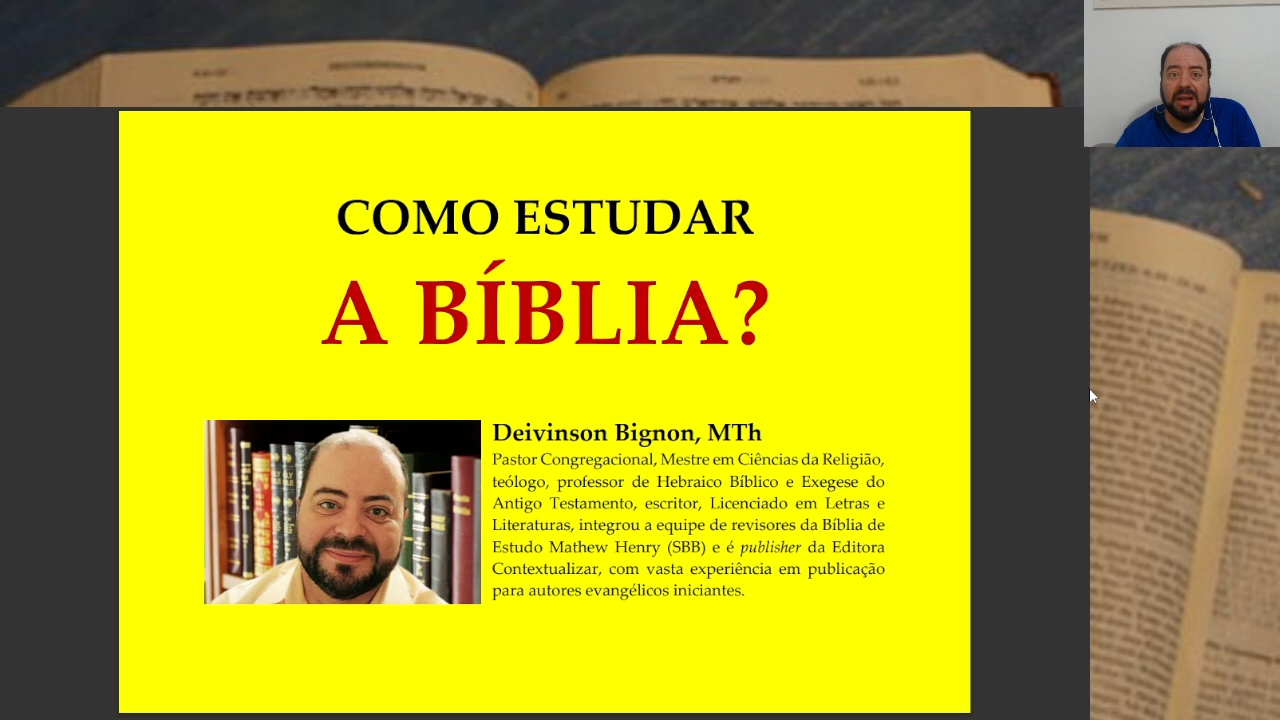 COMO ESTUDAR
A BÍBLIA?
Deivinson Bignon, MTh
Pastor Congregacional, Mestre em Ciências da Religião,
teólogo, professor de Hebraico Bíblico e Exegese do
Antigo Testamento, escritor, Licenciado em Letras e
Literaturas, integrou a equipe de revisores da Bíblia de
Estudo Mathew Henry (SBB) e é publisher da Editora
Contextualizar, com vasta experiência em publicação
para autores evangélicos iniciantes.